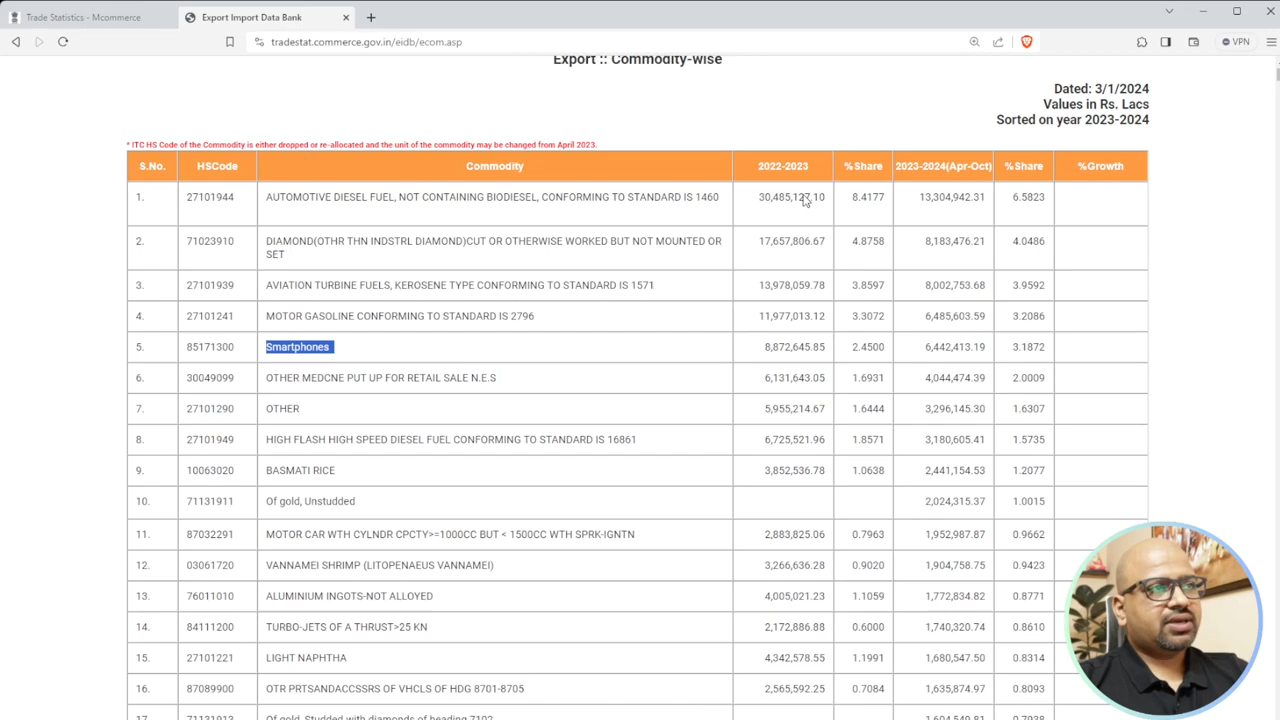 Trade Statistics - Mcommerce
Export Import Data Bank
tradestat.commerce.gov.in/eidb/ecom.asp
VPN
Export :: Commodity-wise
Dated: 3/1/2024
Values in Rs. Lacs
Sorted on year 2023-2024
* ITC HS Code of the Commodity is either dropped or re-allocated and the unit of the commodity may be changed from April 2023.
S.No. HSCode Commodity 2022-2023 %Share 2023-2024(Apr-Oct) %Share %Growth
1. 27101944 AUTOMOTIVE DIESEL FUEL, NOT CONTAINING BIODIESEL, CONFORMING TO STANDARD IS 1460 30,485,127.10 8.4177 13,304,942.31 6.5823
2. 71023910 DIAMOND(OTHR THN INDSTRL DIAMOND)CUT OR OTHERWISE WORKED BUT NOT MOUNTED OR 17,657,806.67 4.8758 8,183,476.21 4.0486
SET
3. 27101939 AVIATION TURBINE FUELS, KEROSENE TYPE CONFORMING TO STANDARD IS 1571 13,978,059.78 3.8597 8,002,753.68 3.9592
4. 27101241 MOTOR GASOLINE CONFORMING TO STANDARD IS 2796 11,977,013.12 3.3072 6,485,603.59 3.2086
5. 85171300 Smartphones 8,872,645.85 2.4500 6,442,413.19 3.1872
6. 30049099 OTHER MEDCNE PUT UP FOR RETAIL SALE N.E.S 6,131,643.05 1.6931 4,044,474.39 2.0009
7. 27101290 OTHER 5,955,214.67 1.6444 3,296,145.30 1.6307
8. 27101949 HIGH FLASH HIGH SPEED DIESEL FUEL CONFORMING TO STANDARD IS 16861 6,725,521.96 1.8571 3,180,605.41 1.5735
9. 10063020 BASMATI RICE 3,852,536.78 1.0638 2,441,154.53 1.2077
10. 71131911 Of gold, Unstudded 2,024,315.37 1.0015
11. 87032291 MOTOR CAR WTH CYLNDR CPCTY>=1000CC BUT < 1500CC WTH SPRK-IGNTN 2,883,825.06 0.7963 1,952,987.87 0.9662
12. 03061720 VANNAMEI SHRIMP (LITOPENAEUS VANNAMEI) 3,266,636.28 0.9020 1,904,758.75 0.9423
13. 76011010 ALUMINIUM INGOTS-NOT ALLOYED 4,005,021.23 1.1059 1,772,834.82 0.8771
14. 84111200 TURBO-JETS OF A THRUST>25 KN 2,172,886.88 0.6000 1,740,320.74 0.8610
15. 27101221 LIGHT NAPHTHA 4,342,578.55 1.1991 1,680,547.50 0.8314
16. 87089900 OTR PRTSANDACCSSRS OF VHCLS OF HDG 8701-8705 2,565,592.25 0.7084 1,635,874.97 0.8093
17. 71131913 Of gold, Studded with diamonds of heading 7102 1,604,549.81 0.7938